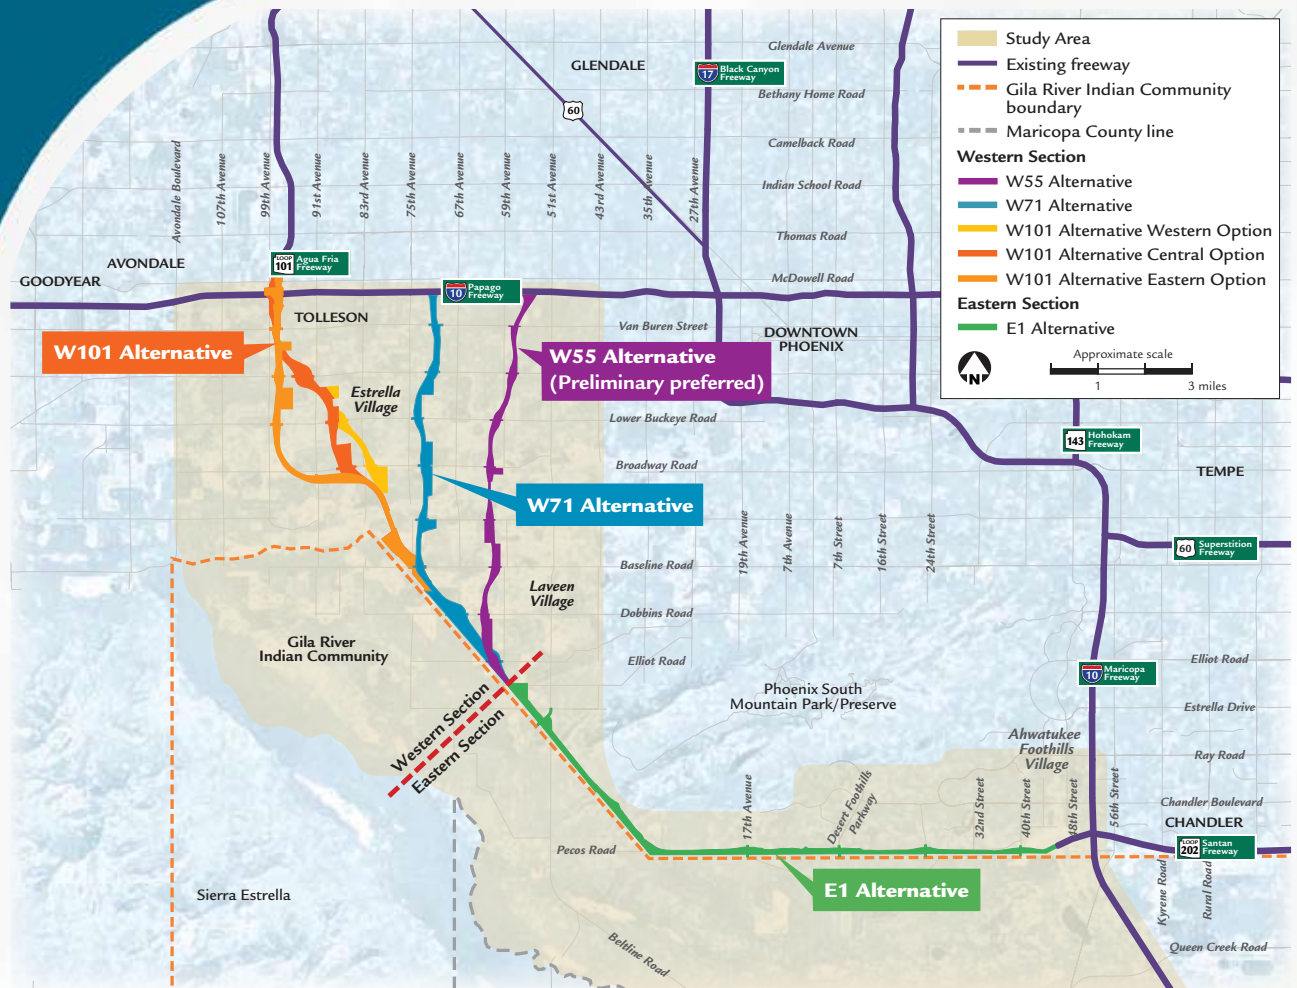 Glendale Avenue
GLENDALE
17
Black Canyon
Freeway
Bethany Home Road
60
Camelback Road
Indian School Road
Avondale Boulevard
107th Avenue
99th Avenue
91st Avenue
83rd Avenue
75th Avenue
67th Avenue
59th Avenue
51st Avenue
43rd Avenue
35th Avenue
27th Avenue
Thomas Road
McDowell Road
Study Area
Existing freeway
Gila River Indian Community
boundary
Maricopa County line
Western Section
W55 Alternative
W71 Alternative
W101 Alternative Western Option
W101 Alternative Central Option
W101 Alternative Eastern Option
Eastern Section
E1 Alternative
N
Approximate scale
1
3 miles
AVONDALE
GOODYEAR
LOOP
101
Agua Fria
Freeway
10
Papago
Freeway
TOLLESON
Van Buren Street
DOWNTOWN
PHOENIX
W101 Alternative
W55 Alternative
(Preliminary preferred)
Estrella
Village
Lower Buckeye Road
143
Hohokam
Freeway
Broadway Road
TEMPE
W71 Alternative
19th Avenue
7th Avenue
7th Street
16th Street
24th Street
60
Superstition
Freeway
Baseline Road
Laveen
Village
Dobbins Road
Gila River
Indian Community
Elliot Road
Elliot Road
10
Maricopa
Freeway
Phoenix South
Mountain Park/Preserve
Estrella Drive
Western Section
Eastern Section
Ahwatukee
Foothills
Village
Ray Road
17th Avenue
Desert Foothills
Parkway
32nd Street
40th Street
48th Street
56th Street
Chandler Boulevard
CHANDLER
LOOP
202
Santan
Freeway
Pecos Road
E1 Alternative
Kyrene Road
Rural Road
Sierra Estrella
Beltline Road
Queen Creek Road